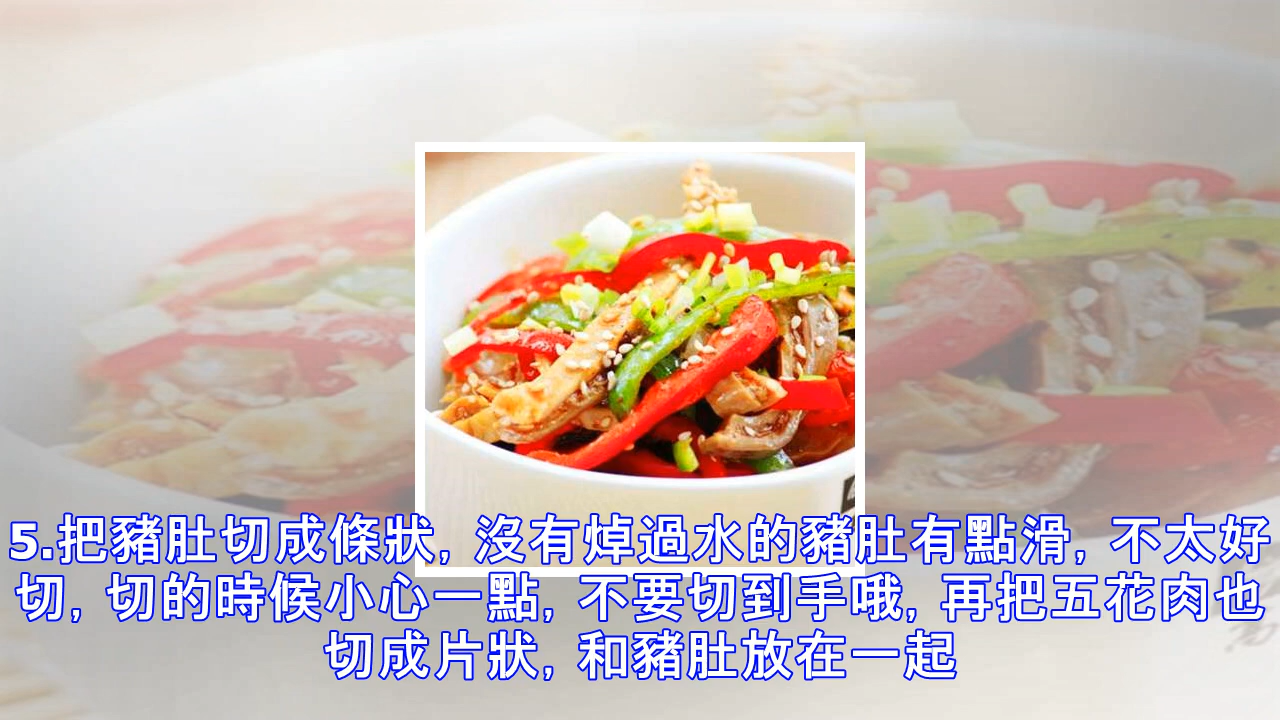 5.把豬肚切成條狀, 沒有焯過水的豬肚有點滑, 不太好
切, 切的時候小心一點, 不要切到手哦, 再把五花肉也
切成片狀, 和豬肚放在一起